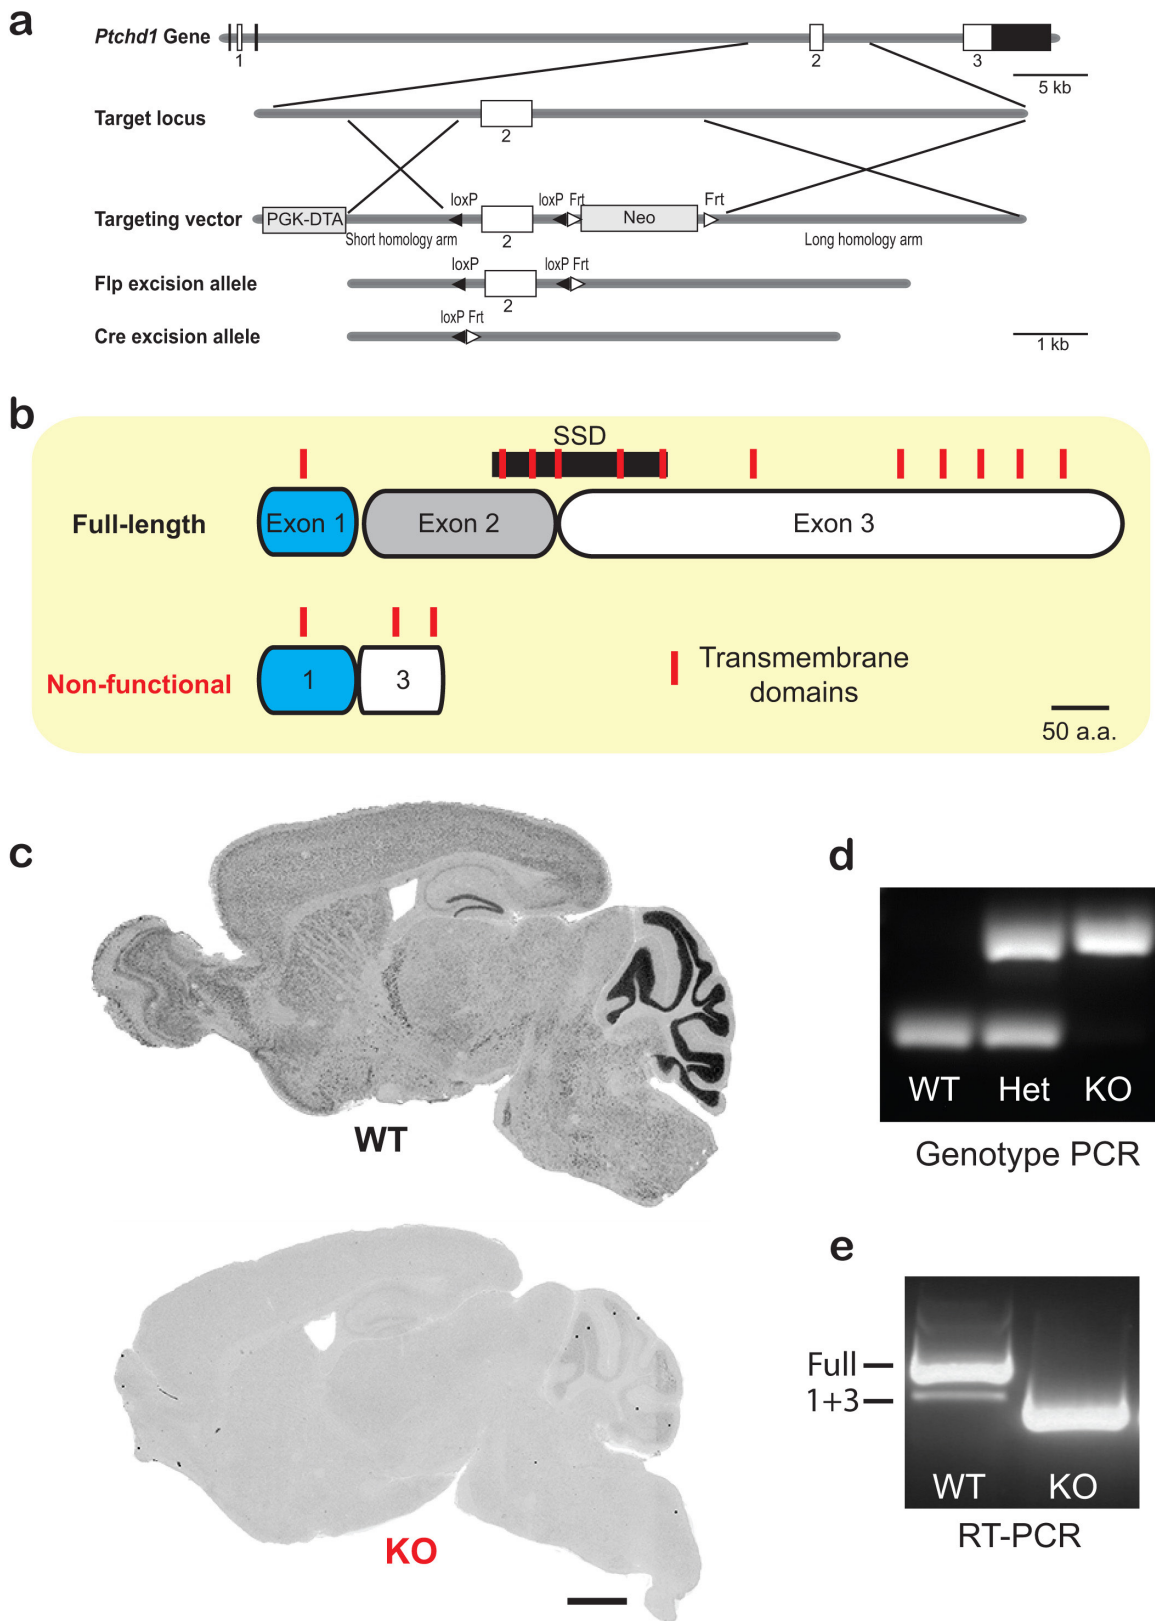 a
Ptchd1 Gene
1
2
3
5 kb
Target locus
2
loxP
loxP Frt
Frt
Targeting vector
PGK-DTA
Neo
Short homology arm
2
Long homology arm
loxP
loxP Frt
Flp excision allele
2
loxP Frt
Cre excision allele
1 kb
b
SSD
Full-length
Exon 1
Exon 2
Exon 3
Non-functional
1
3
Transmembrane
domains
50 a.a.
c
WT
KO
d
WT
Het
KO
Genotype PCR
e
Full
1+3
WT
KO
RT-PCR